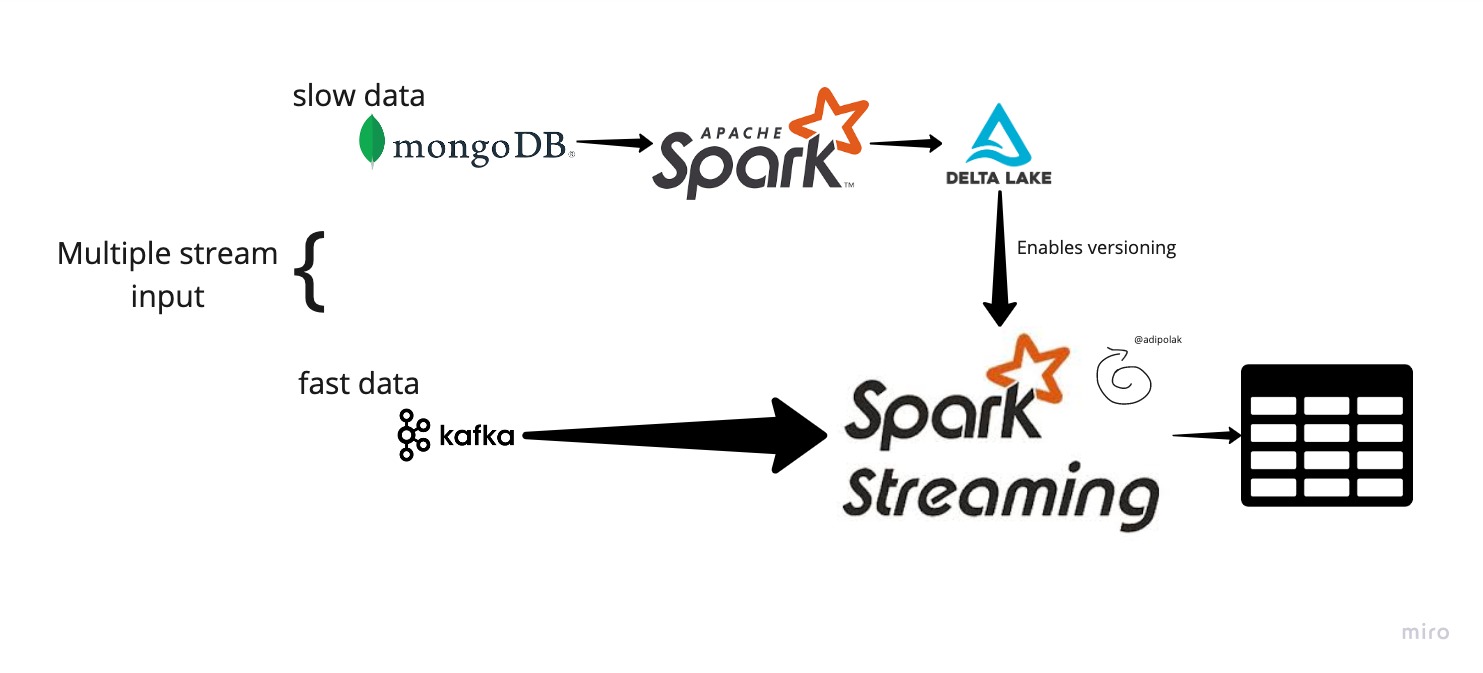 slow data
mongoDB®
APACHE
Spark™
DELTA LAKE
Multiple stream
input
{
Enables versioning
fast data
kafka
@adipolak
Spark
Streaming
miro